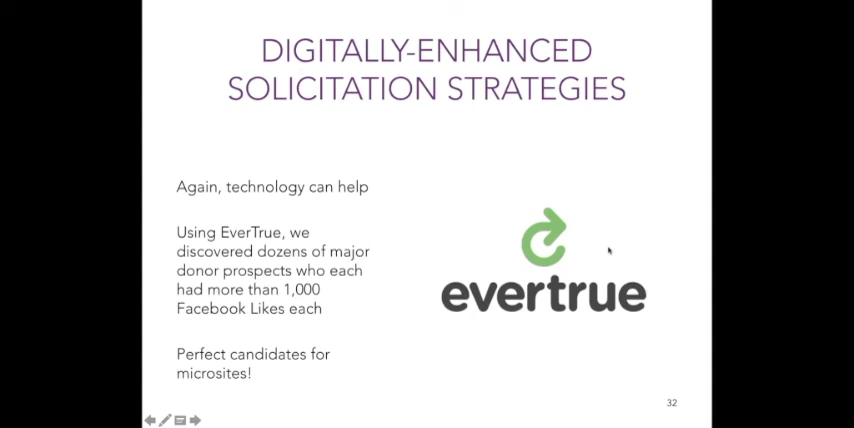 DIGITALLY-ENHANCED
SOLICITATION STRATEGIES
Again, technology can help
Using EverTrue, we
discovered dozens of major
donor prospects who each
had more than 1,000
Facebook Likes each
Perfect candidates for
microsites!
evertrue
32